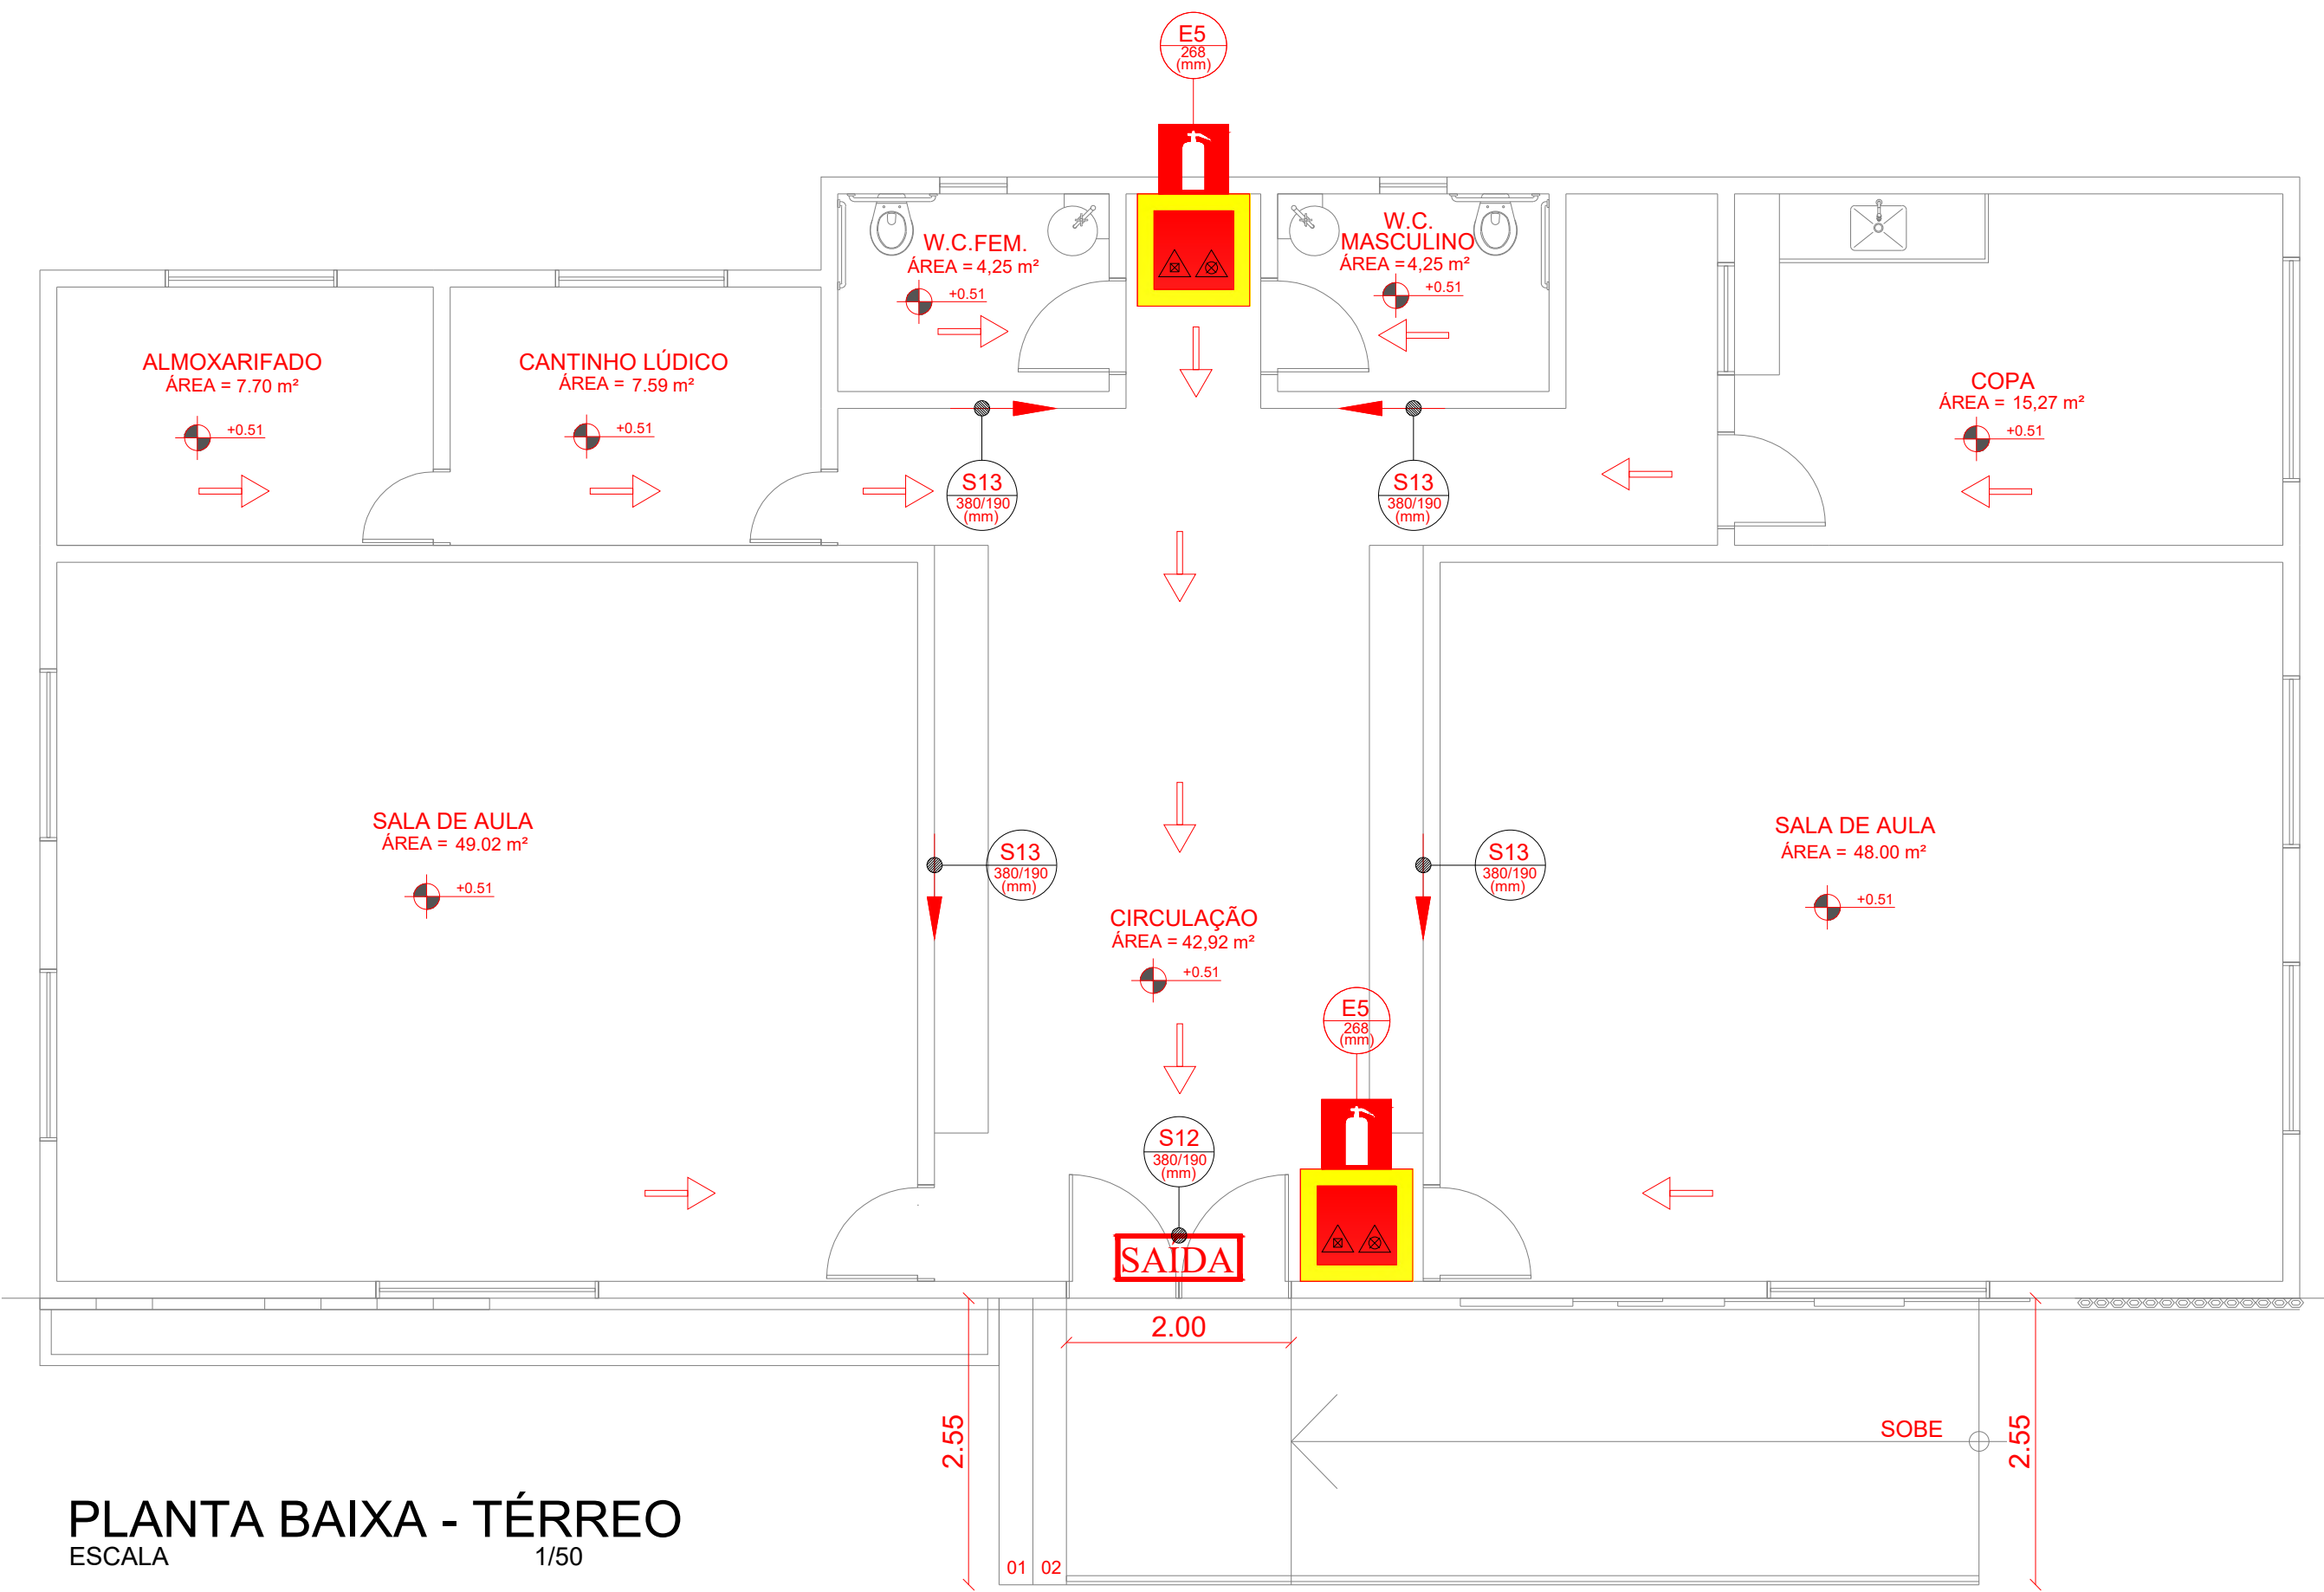 E5
268
(mm)
W.C.FEM.
ÁREA = 4,25 m²
+0.51
W.C.
MASCULINO
ÁREA = 4,25 m²
+0.51
ALMOXARIFADO
ÁREA = 7.70 m²
+0.51
CANTINHO LÚDICO
ÁREA = 7.59 m²
+0.51
COPA
ÁREA = 15,27 m²
+0.51
S13
380/190
(mm)
S13
380/190
(mm)
SALA DE AULA
ÁREA = 49.02 m²
+0.51
S13
380/190
(mm)
S13
380/190
(mm)
SALA DE AULA
ÁREA = 48.00 m²
+0.51
CIRCULAÇÃO
ÁREA = 42,92 m²
+0.51
E5
268
(mm)
S12
380/190
(mm)
SAÍDA
2.00
2.55
SOBE
2.55
01 02
PLANTA BAIXA - TÉRREO
ESCALA 1/50